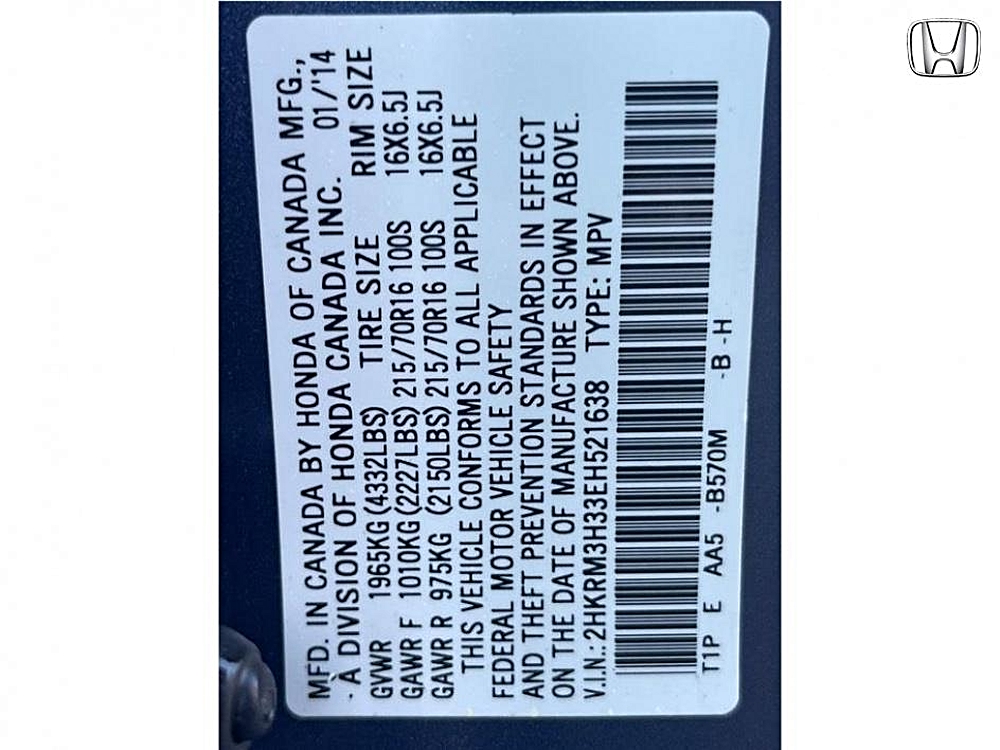 MFD. IN CANADA BY HONDA OF CANADA MFG.,
A DIVISION OF HONDA CANADA INC. 01/'14
GVWR 1965KG (4332LBS) TIRE SIZE RIM SIZE
GAWR F 1010KG (2227LBS) 215/70R16 100S 16X6.5J
GAWR R 975KG (2150LBS) 215/70R16 100S 16X6.5J
THIS VEHICLE CONFORMS TO ALL APPLICABLE
FEDERAL MOTOR VEHICLE SAFETY
AND THEFT PREVENTION STANDARDS IN EFFECT
ON THE DATE OF MANUFACTURE SHOWN ABOVE.
V.I.N.: 2HKRM3H33EH521638 TYPE: MPV
T1P E AA5 -B570M -B -H